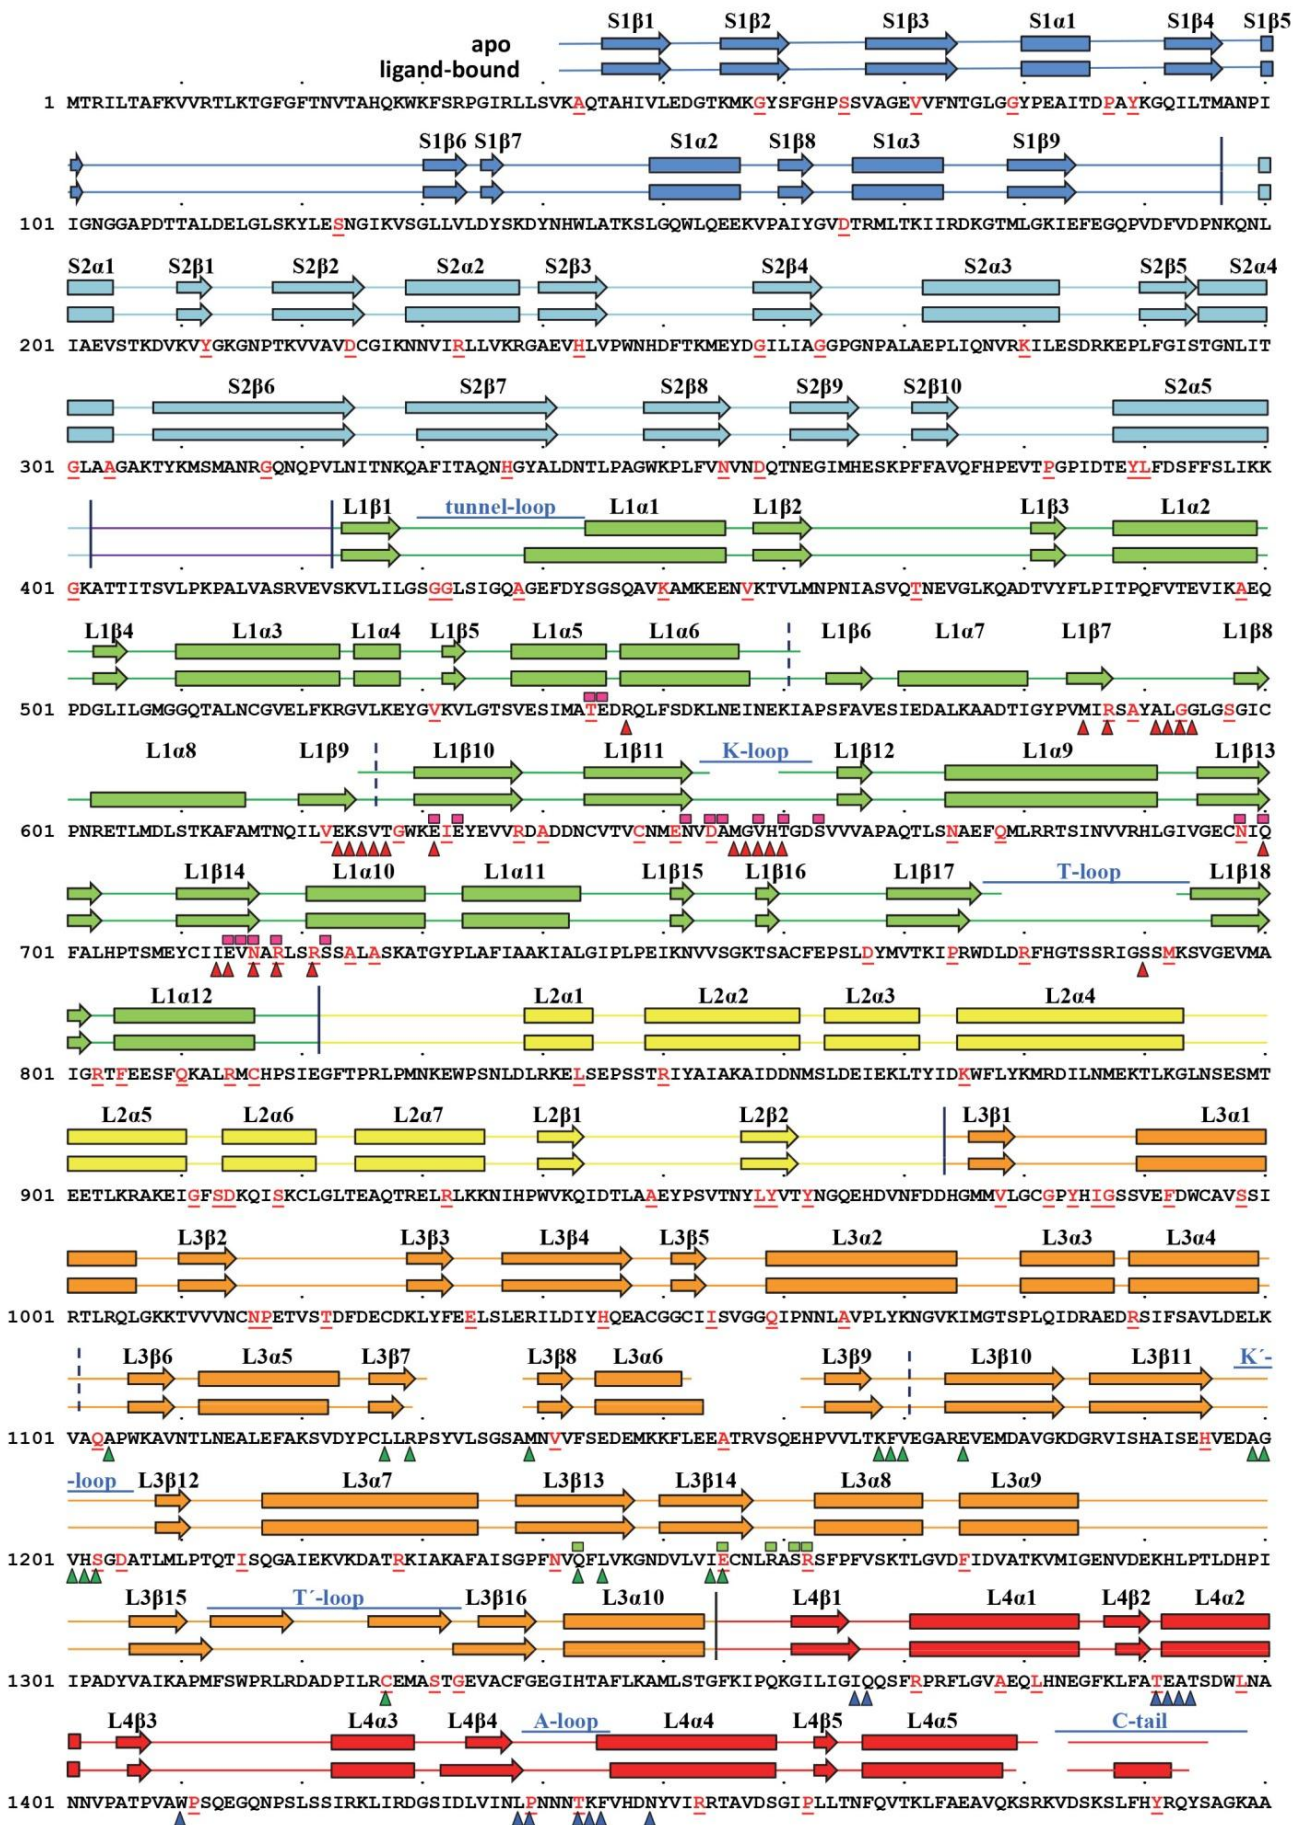 S1β1 S1β2 S1β3 S1α1 S1β4 S1β5
apo
ligand-bound
1 MTRILTAFKVVRTLKTGFGFTNVTAHQKWKFSRPGIRLLSVKAQTAHIVLEDGTKMKGYSFGHPSSVAGEVVFNTGLGGYPEAITDPAYKGQILTMANPI
S1β6 S1β7 S1α2 S1β8 S1α3 S1β9
101 IGNGGAPDTTALDELGLSKYLESNGIKVSGLLVLDYSKDYNHWLATKSLGQWLQEEKVPAIYGVDTRMLTKIIRDKGTMLGKIEFEGQPVDFVDPNKQNL
S2α1 S2β1 S2β2 S2α2 S2β3 S2β4 S2α3 S2β5 S2α4
201 IAEVSTKDVKVYGKGNPTKVVAVDCGIKNNVIRLLVKRGAEVHLVPWNHDFTKMEYDGILIAGGPGNPALAEPLIQNVRKILESDRKEPLFGISTGNLIT
S2β6 S2β7 S2β8 S2β9 S2β10 S2α5
301 GLAAGAKTYKMSMANRGQNQPVLNITNKQAFITAQNHGYALDNTLPAGWKPLFVNVNDQTNEGIMHESKPFFAVQFHPEVTPGPIDTEYLFDSFFSLIKK
L1β1 tunnel-loop L1α1 L1β2 L1β3 L1α2
401 GKATTITSVLPKPALVASRVEVSKVLILGSGGLSIGQAGEFDYSGSQAVKAMKEENVKTVLMNPNIASVQTNEVGLKQADTVYFLPITPQFVTEVIKAEQ
L1β4 L1α3 L1α4 L1β5 L1α5 L1α6 L1β6 L1α7 L1β7 L1β8
501 PDGLILGMGGQTALNCGVELFKRGVLKEYGVKVLGTSVESIMATEDRQLFSDKLNEINEKIAPSFAVESIEDALKAADTIGYPVMIRSAYALGGLGSGIC
L1α8 L1β9 L1β10 L1β11 K-loop L1β12 L1α9 L1β13
601 PNRETLMDLSTKAFAMTNQILVEKSVTGWKEIEYEVVRDADDNCVTVCNMENVDAMGVHTGDSVVVAPAQTLSNAEFQMLRRTSINVVRHLGIVGECNIQ
L1β14 L1α10 L1α11 L1β15 L1β16 L1β17 T-loop L1β18
701 FALHPTSMEYCIIEVNARLSRSSALASKATGYPLAFIAAKIALGIPLPEIKNVVSGKTSACFEPSLDYMVTKIPRWDLDRFHGTSSRIGSSMKSVGEVMA
L1α12 L2α1 L2α2 L2α3 L2α4
801 IGRTFEESFQKALRMCHPSIEGFTPRLPMNKEWPSNLDLRKELSEPSSTRIYAIAKAIDDNMSLDEIEKLTYIDKWFLYKMRDILNMEKTLKGLNSESMT
L2α5 L2α6 L2α7 L2β1 L2β2 L3β1 L3α1
901 EETLKRAKEIGFSDKQISKCLGLTEAQTRELRLKKNIHPWVKQIDTLAAEYPSVTNYLYVTYNGQEHDVNFDDHGMMVLGCGPYHIGSSVEFDWCAVSSI
L3β2 L3β3 L3β4 L3β5 L3α2 L3α3 L3α4
1001 RTLRQLGKKTVVVNCNPETVSTDFDECDKLYFEELSLERILDIYHQEACGGCIISVGGQIPNNLAVPLYKNGVKIMGTSPLQIDRAEDRSIFSAVLDELK
L3β6 L3α5 L3β7 L3β8 L3α6 L3β9 L3β10 L3β11 K´-
1101 VAQAPWKAVNTLNEALEFAKSVDYPCLLRPSYVLSGSAMNVVFSEDEMKKFLEEATRVSQEHPVVLTKFVEGAREVEMDAVGKDGRVISHAISEHVEDAG
-loop L3β12 L3α7 L3β13 L3β14 L3α8 L3α9
1201 VHSGDATLMLPTQTISQGAIEKVKDATRKIAKAFAISGPFNVQFLVKGNDVLVIECNLRASRSFPFVSKTLGVDFIDVATKVMIGENVDEKHLPTLDHPI
L3β15 T´-loop L3β16 L3α10 L4β1 L4α1 L4β2 L4α2
1301 IPADYVAIKAPMFSWPRLRDADPILRCEMASTGEVACFGEGIHTAFLKAMLSTGFKIPQKGILIGIQQSFRPRFLGVAEQLHNEGFKLFATEATSDWLNA
L4β3 L4α3 L4β4 A-loop L4α4 L4β5 L4α5 C-tail
1401 NNVPATPVAWPSQEGQNPSLSSIRKLIRDGSIDLVINLPNNNTKFVHDNYVIRRTAVDSGIPLLTNFQVTKLFAEAVQKSRKVDSKSLFHYRQYSAGKAA